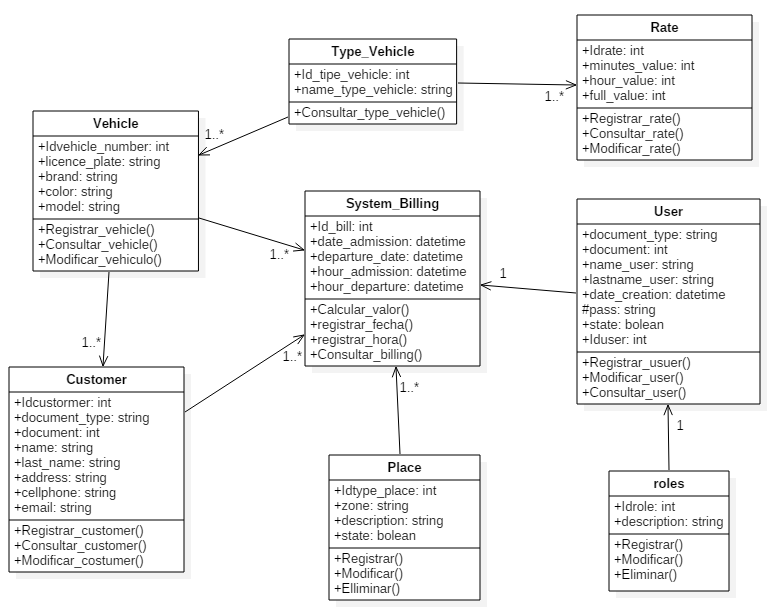 Rate
+Idrate: int
+minutes_value: int
+hour_value: int
+full_value: int
+Registrar_rate()
+Consultar_rate()
+Modificar_rate()
1..*
Type_Vehicle
+Id_tipe_vehicle: int
+name_type_vehicle: string
+Consultar_type_vehicle()
1..*
Vehicle
+Idvehicle_number: int
+licence_plate: string
+brand: string
+color: string
+model: string
+Registrar_vehicle()
+Consultar_vehicle()
+Modificar_vehiculo()
1..*
System_Billing
+Id_bill: int
+date_admission: datetime
+departure_date: datetime
+hour_admission: datetime
+hour_departure: datetime
+Calcular_valor()
+registrar_fecha()
+registrar_hora()
+Consultar_billing()
1
User
+document_type: string
+document: int
+name_user: string
+lastname_user: string
+date_creation: datetime
#pass: string
+state: bolean
+Iduser: int
+Registrar_usuer()
+Modificar_user()
+Consultar_user()
1..*
1..*
1..*
1
Customer
+Idcustormer: int
+document_type: string
+document: int
+name: string
+last_name: string
+address: string
+cellphone: string
+email: string
+Registrar_customer()
+Consultar_customer()
+Modificar_costumer()
Place
+Idtype_place: int
+zone: string
+description: string
+state: bolean
+Registrar()
+Modificar()
+Elliminar()
roles
+Idrole: int
+description: string
+Registrar()
+Modificar()
+Eliminar()